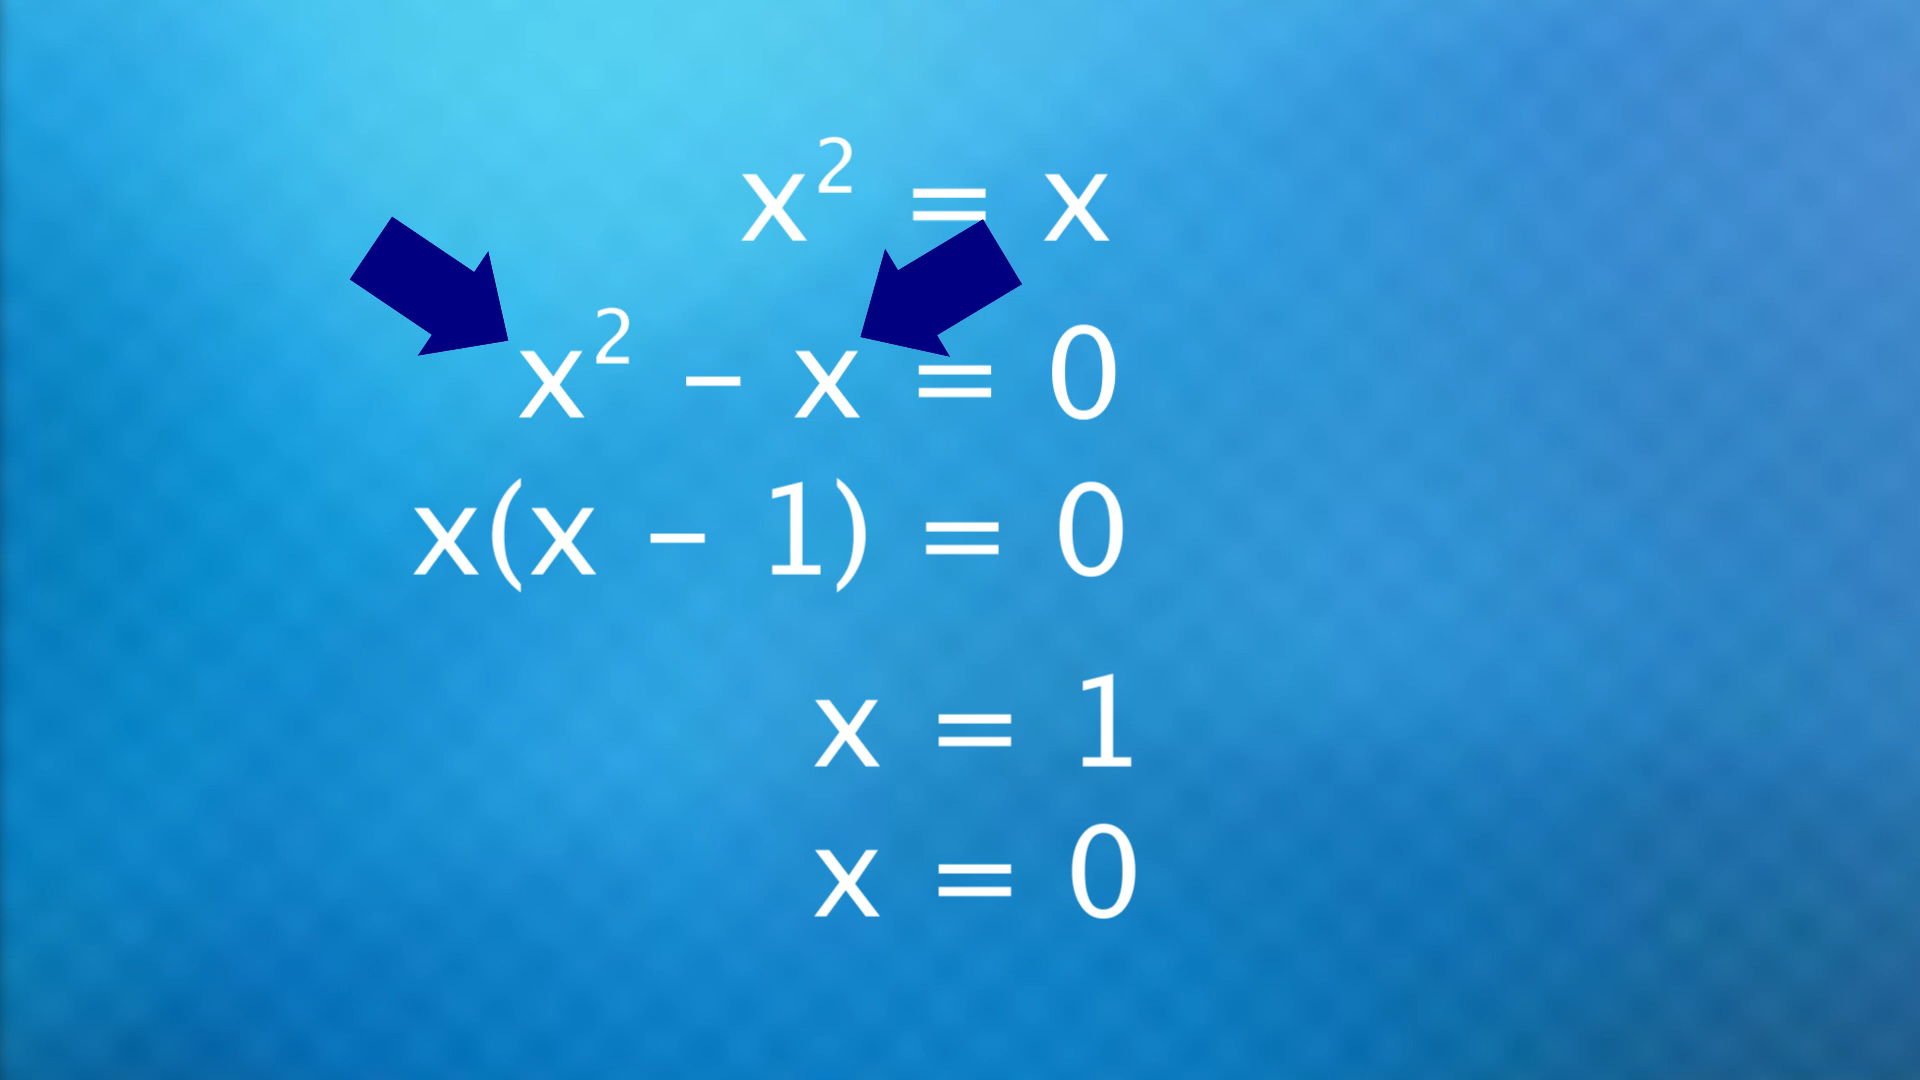 x² = x
x² – x = 0
x(x – 1) = 0
x = 1
x = 0